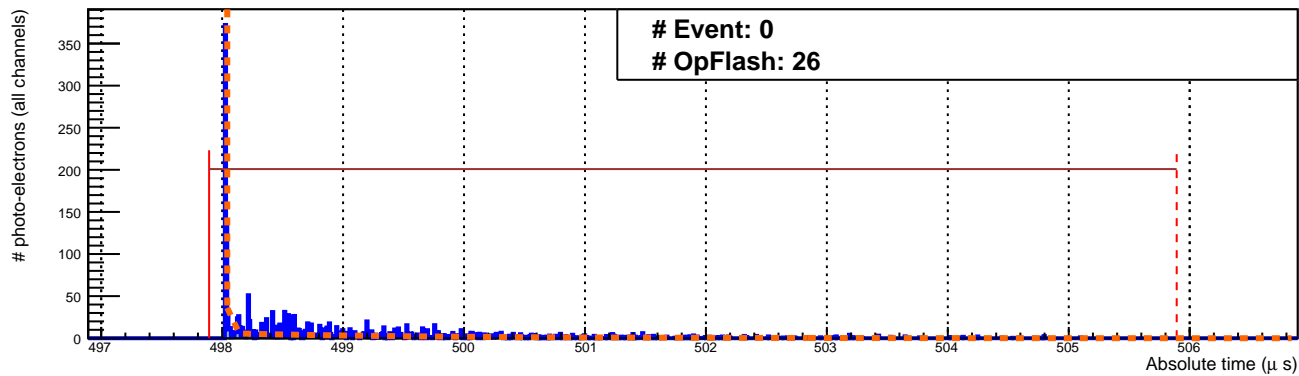 # Event: 0
# OpFlash: 26
# photo-electrons (all channels)
350
300
250
200
150
100
50
0
497 498 499 500 501 502 503 504 505 506
Absolute time (μ s)